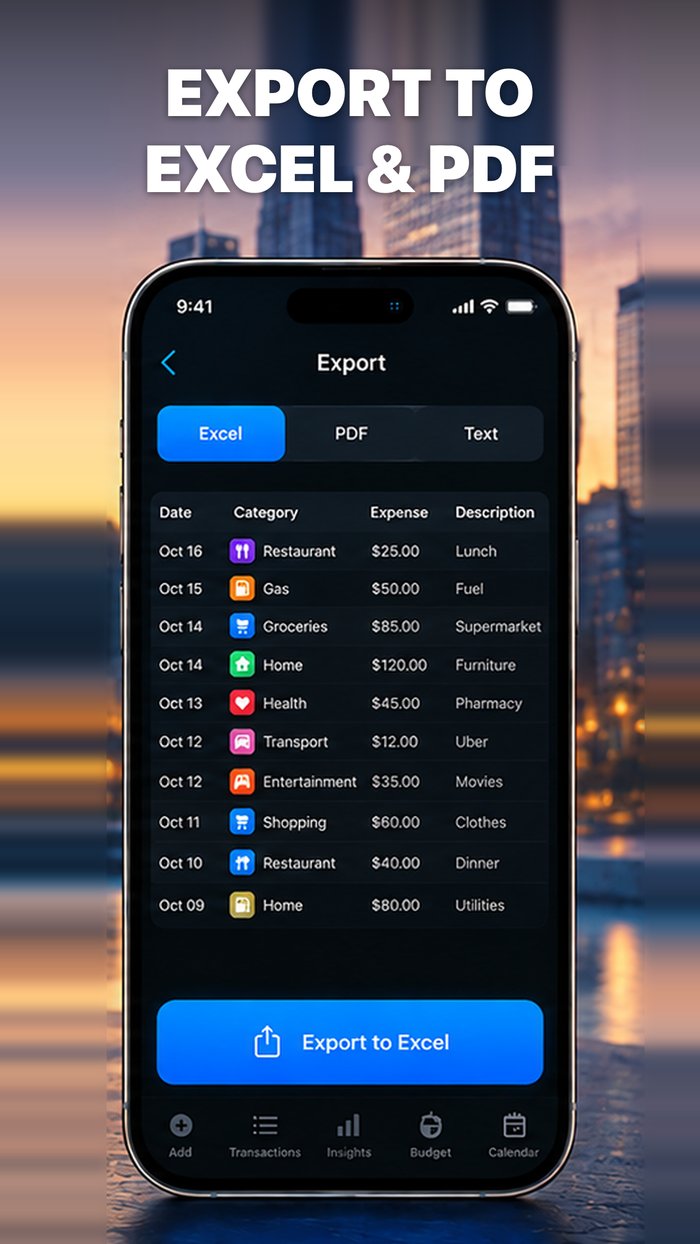 EXPORT TO
EXCEL & PDF
9:41
Export
Excel PDF Text
Date Category Expense Description
Oct 16 Restaurant $25.00 Lunch
Oct 15 Gas $50.00 Fuel
Oct 14 Groceries $85.00 Supermarket
Oct 14 Home $120.00 Furniture
Oct 13 Health $45.00 Pharmacy
Oct 12 Transport $12.00 Uber
Oct 12 Entertainment $35.00 Movies
Oct 11 Shopping $60.00 Clothes
Oct 10 Restaurant $40.00 Dinner
Oct 09 Home $80.00 Utilities
Export to Excel
Add Transactions Insights Budget Calendar